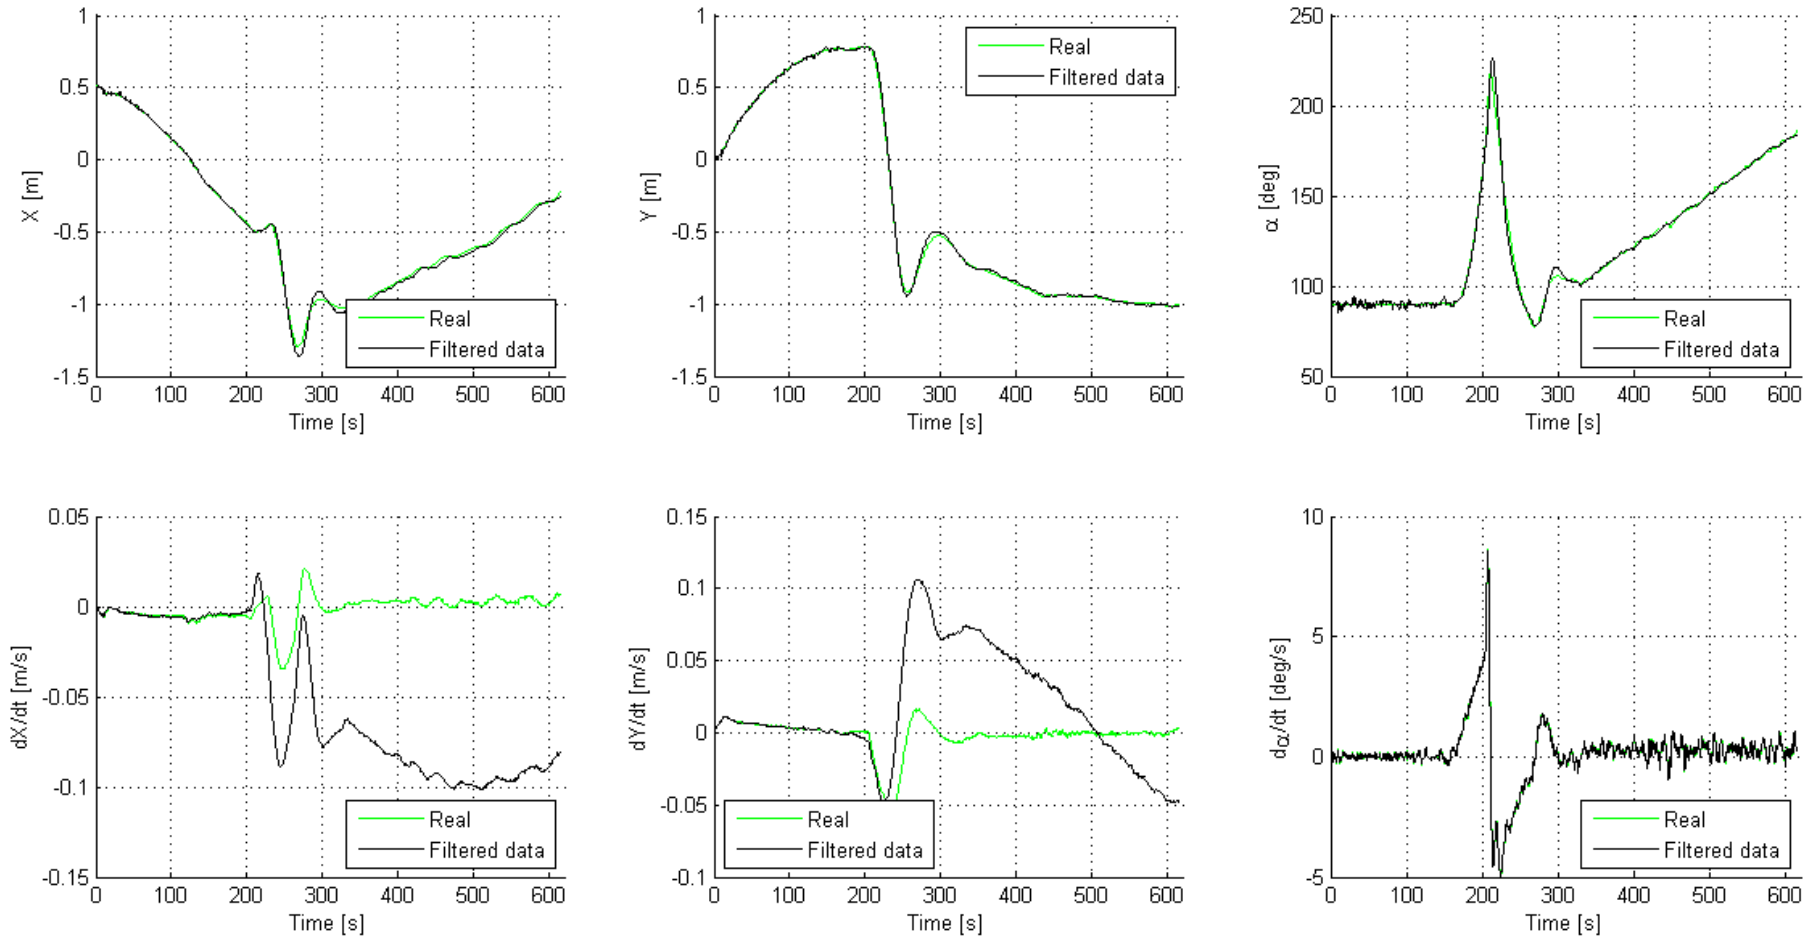 1
0.5
0
-0.5
-1
-1.5
X [m]
0 100 200 300 400 500 600
Time [s]
Real
Filtered data
1
0.5
0
-0.5
-1
-1.5
Y [m]
0 100 200 300 400 500 600
Time [s]
Real
Filtered data
250
200
150
100
50
α [deg]
0 100 200 300 400 500 600
Time [s]
Real
Filtered data
0.05
0
-0.05
-0.1
-0.15
dX/dt [m/s]
0 100 200 300 400 500 600
Time [s]
Real
Filtered data
0.15
0.1
0.05
0
-0.05
-0.1
dY/dt [m/s]
0 100 200 300 400 500 600
Time [s]
Real
Filtered data
10
5
0
-5
dα/dt [deg/s]
0 100 200 300 400 500 600
Time [s]
Real
Filtered data